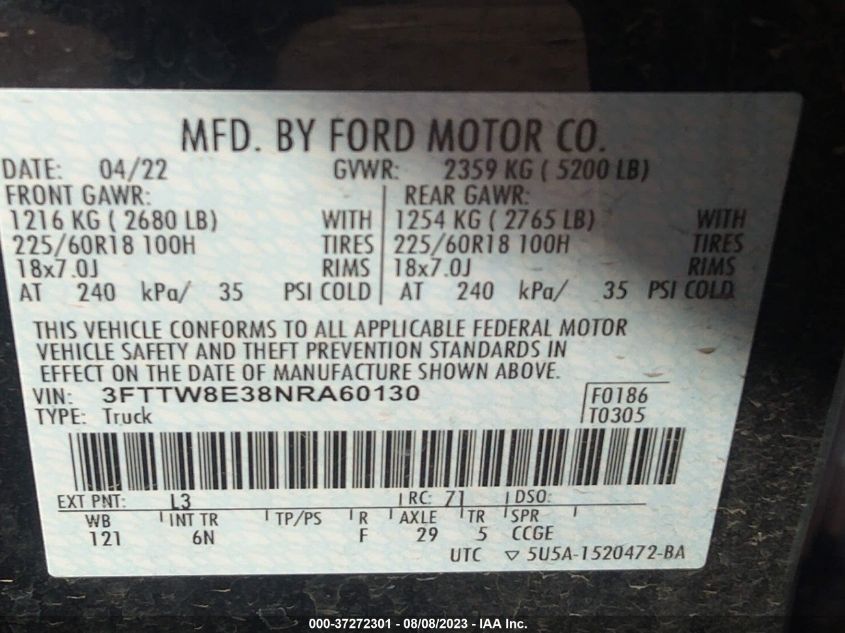 MFD. BY FORD MOTOR CO.
DATE: 04/22 GVWR: 2359 KG ( 5200 LB)
FRONT GAWR: REAR GAWR:
1216 KG ( 2680 LB) WITH 1254 KG ( 2765 LB) WITH
225/60R18 100H TIRES 225/60R18 100H TIRES
18x7.0J RIMS 18x7.0J RIMS
AT 240 kPa/ 35 PSI COLD AT 240 kPa/ 35 PSI COLD
THIS VEHICLE CONFORMS TO ALL APPLICABLE FEDERAL MOTOR
VEHICLE SAFETY AND THEFT PREVENTION STANDARDS IN
EFFECT ON THE DATE OF MANUFACTURE SHOWN ABOVE.
VIN: 3FTTW8E38NRA60130 F0186
TYPE: Truck T0305
EXT PNT: L3 RC: 71 DSO:
WB INT TR TP/PS R AXLE TR SPR
121 6N F 29 5 CCGE
UTC ▽ 5U5A-1520472-BA
000-37272301 - 08/08/2023 - IAA Inc.